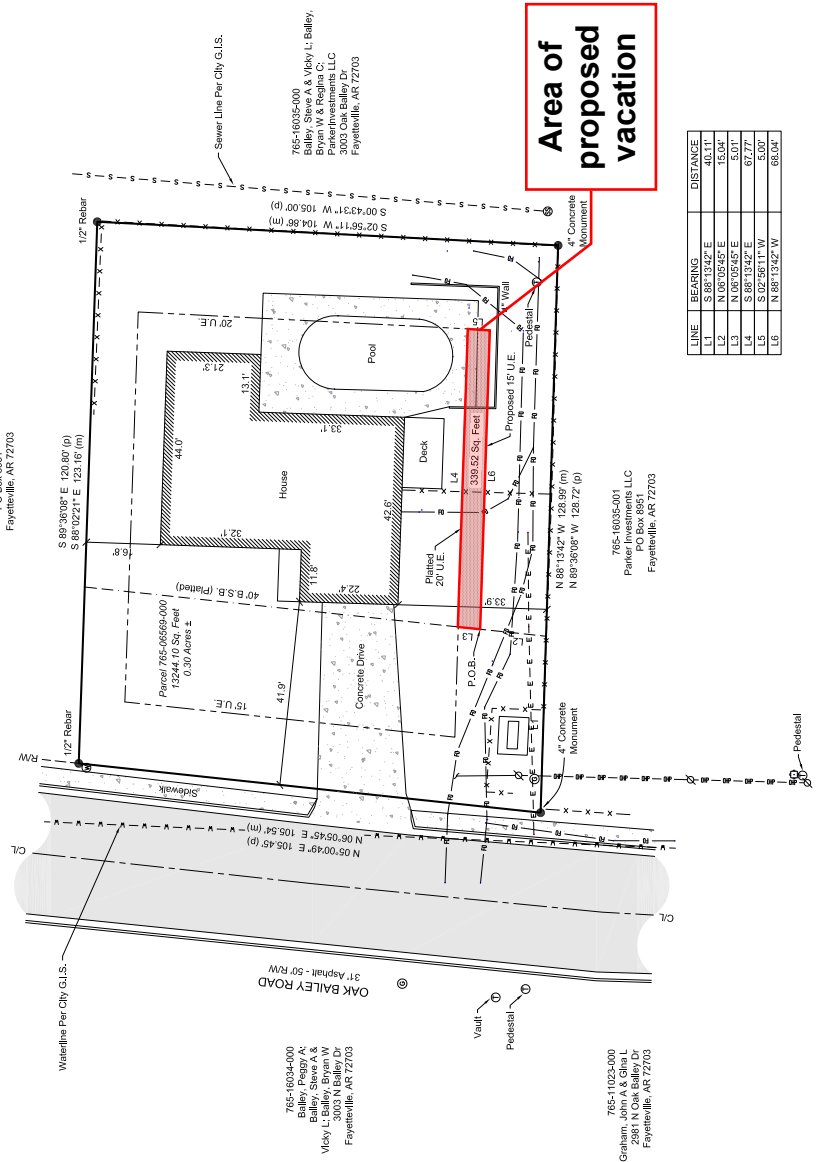 Fayetteville, AR 72703
Sewer Line Per City G.I.S.
765-16035-000
Bailey, Steve A & Vicky L; Bailey,
Bryan W & Regina C;
Parker Investments LLC
3003 Oak Bailey Dr
Fayetteville, AR 72703
Area of
proposed
vacation
1/2" Rebar
S 00°43'31" W 105.00' (p)
S 02°56'11" W 104.86' (m)
4" Concrete
Monument
S 89°36'08" E 120.80' (p)
S 88°02'21" E 123.16' (m)
20' U.E.
Pool
1' Wall
Pedestal
21.3'
13.1'
44.0'
33.1'
House
Deck
L5
339.52 Sq. Feet
Proposed 15' U.E.
L4
L6
32.1'
42.6'
16.8'
11.8'
22.4'
Platted
20' U.E.
33.9'
N 88°13'42" W 128.99' (m)
N 89°36'08" W 128.72' (p)
40' B.S.B. (Platted)
Parcel 765-06569-000
13244.10 Sq. Feet
0.30 Acres ±
15' U.E.
41.9'
Concrete Drive
L3
L2
P.O.B.
L1
765-16035-001
Parker Investments LLC
PO Box 8951
Fayetteville, AR 72703
LINE BEARING DISTANCE
L1 S 88°13'42" E 40.11'
L2 N 06°05'45" E 15.04'
L3 N 06°05'45" E 5.01'
L4 S 88°13'42" E 67.77'
L5 S 02°56'11" W 5.00'
L6 N 88°13'42" W 68.04'
1/2" Rebar
R/W
Sidewalk
4" Concrete
Monument
Pedestal
C/L
N 06°05'45" E 105.54' (m)
N 05°00'49" E 105.45' (p)
C/L
Waterline Per City G.I.S.
31' Asphalt - 50' R/W
OAK BAILEY ROAD
G
Vault
Pedestal
765-16034-000
Bailey, Peggy A;
Bailey, Steve A &
Vicky L; Bailey, Bryan W
3003 N Bailey Dr
Fayetteville, AR 72703
765-11023-000
Graham, John A & Gina L
2981 N Oak Bailey Dr
Fayetteville, AR 72703